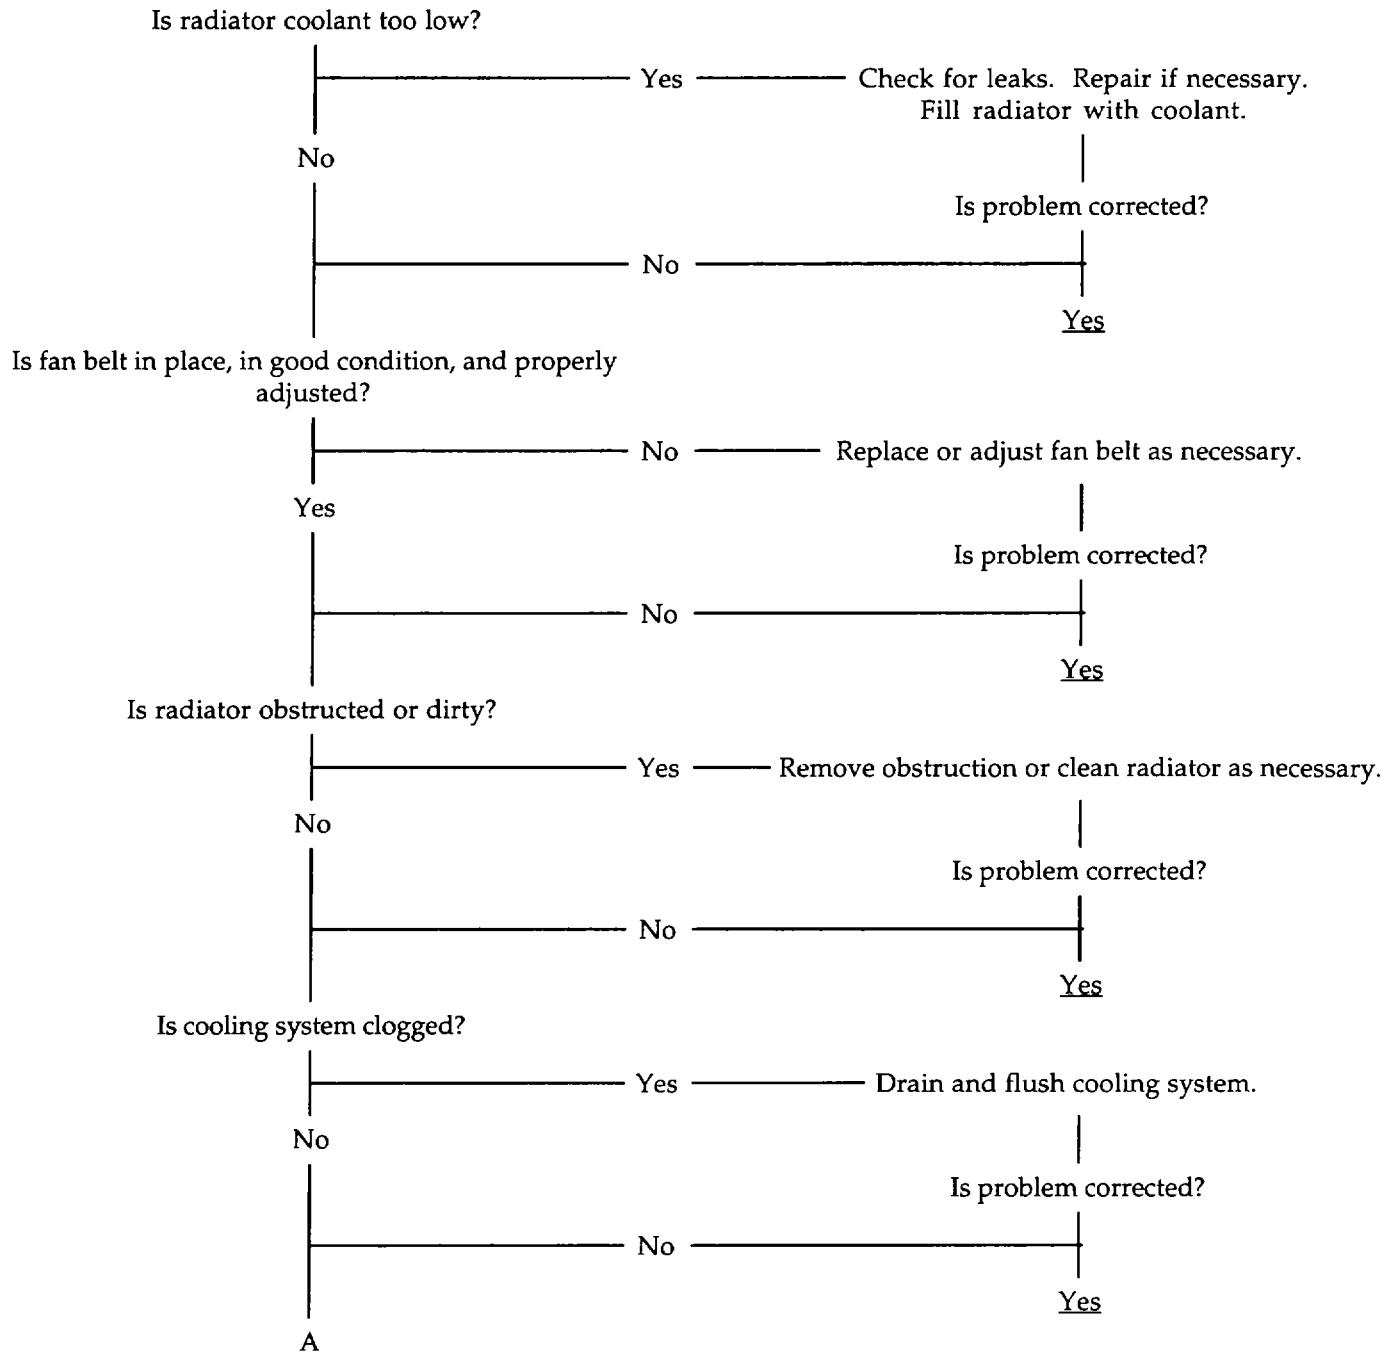 Is radiator coolant too low?
Yes
Check for leaks. Repair if necessary.
Fill radiator with coolant.
No
Is problem corrected?
No
Yes
Is fan belt in place, in good condition, and properly
adjusted?
No
Replace or adjust fan belt as necessary.
Yes
Is problem corrected?
No
Yes
Is radiator obstructed or dirty?
Yes
Remove obstruction or clean radiator as necessary.
No
Is problem corrected?
No
Yes
Is cooling system clogged?
Yes
Drain and flush cooling system.
No
Is problem corrected?
No
Yes
A